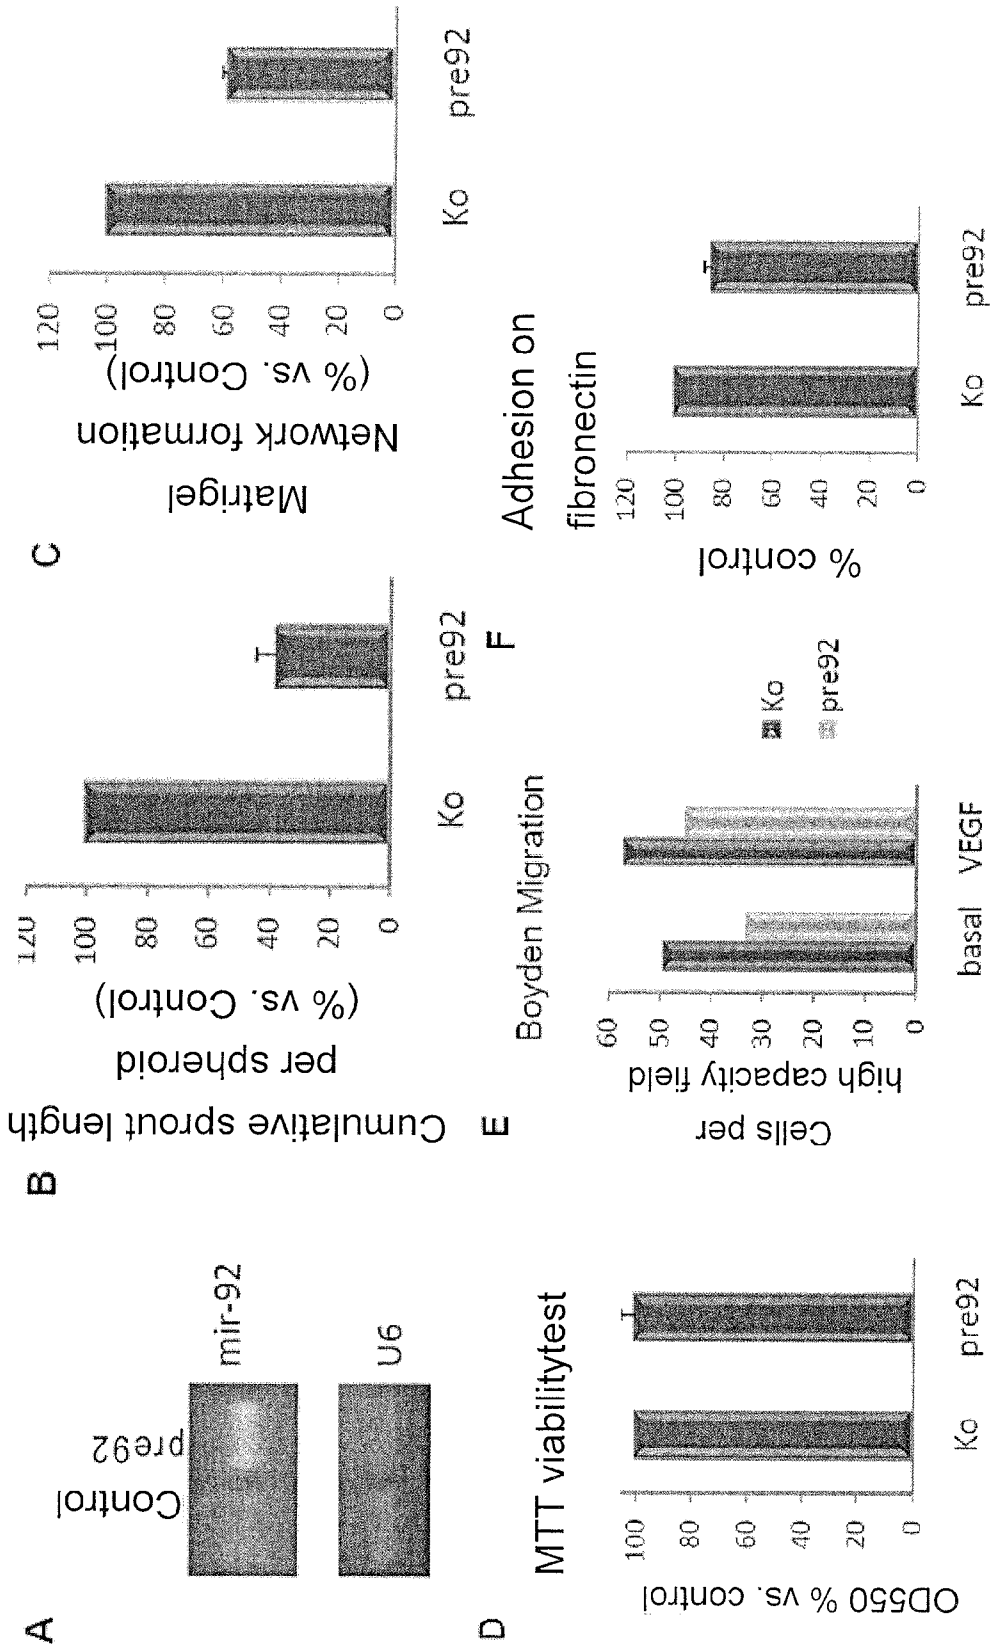 A
Control
pre92
mir-92
U6
B
Cumulative sprout length
per spheroid
(% vs. Control)
120
100
80
60
40
20
0
Ko
pre92
C
Matrigel
Network formation
(% vs. Control)
120
100
80
60
40
20
0
Ko
pre92
D
MTT viabilitytest
OD550 % vs. control
100
80
60
40
20
0
Ko
pre92
E
Boyden Migration
Cells per
high capacity field
60
50
40
30
20
10
0
basal
VEGF
Ko
pre92
F
Adhesion on
fibronectin
% control
120
100
80
60
40
20
0
Ko
pre92